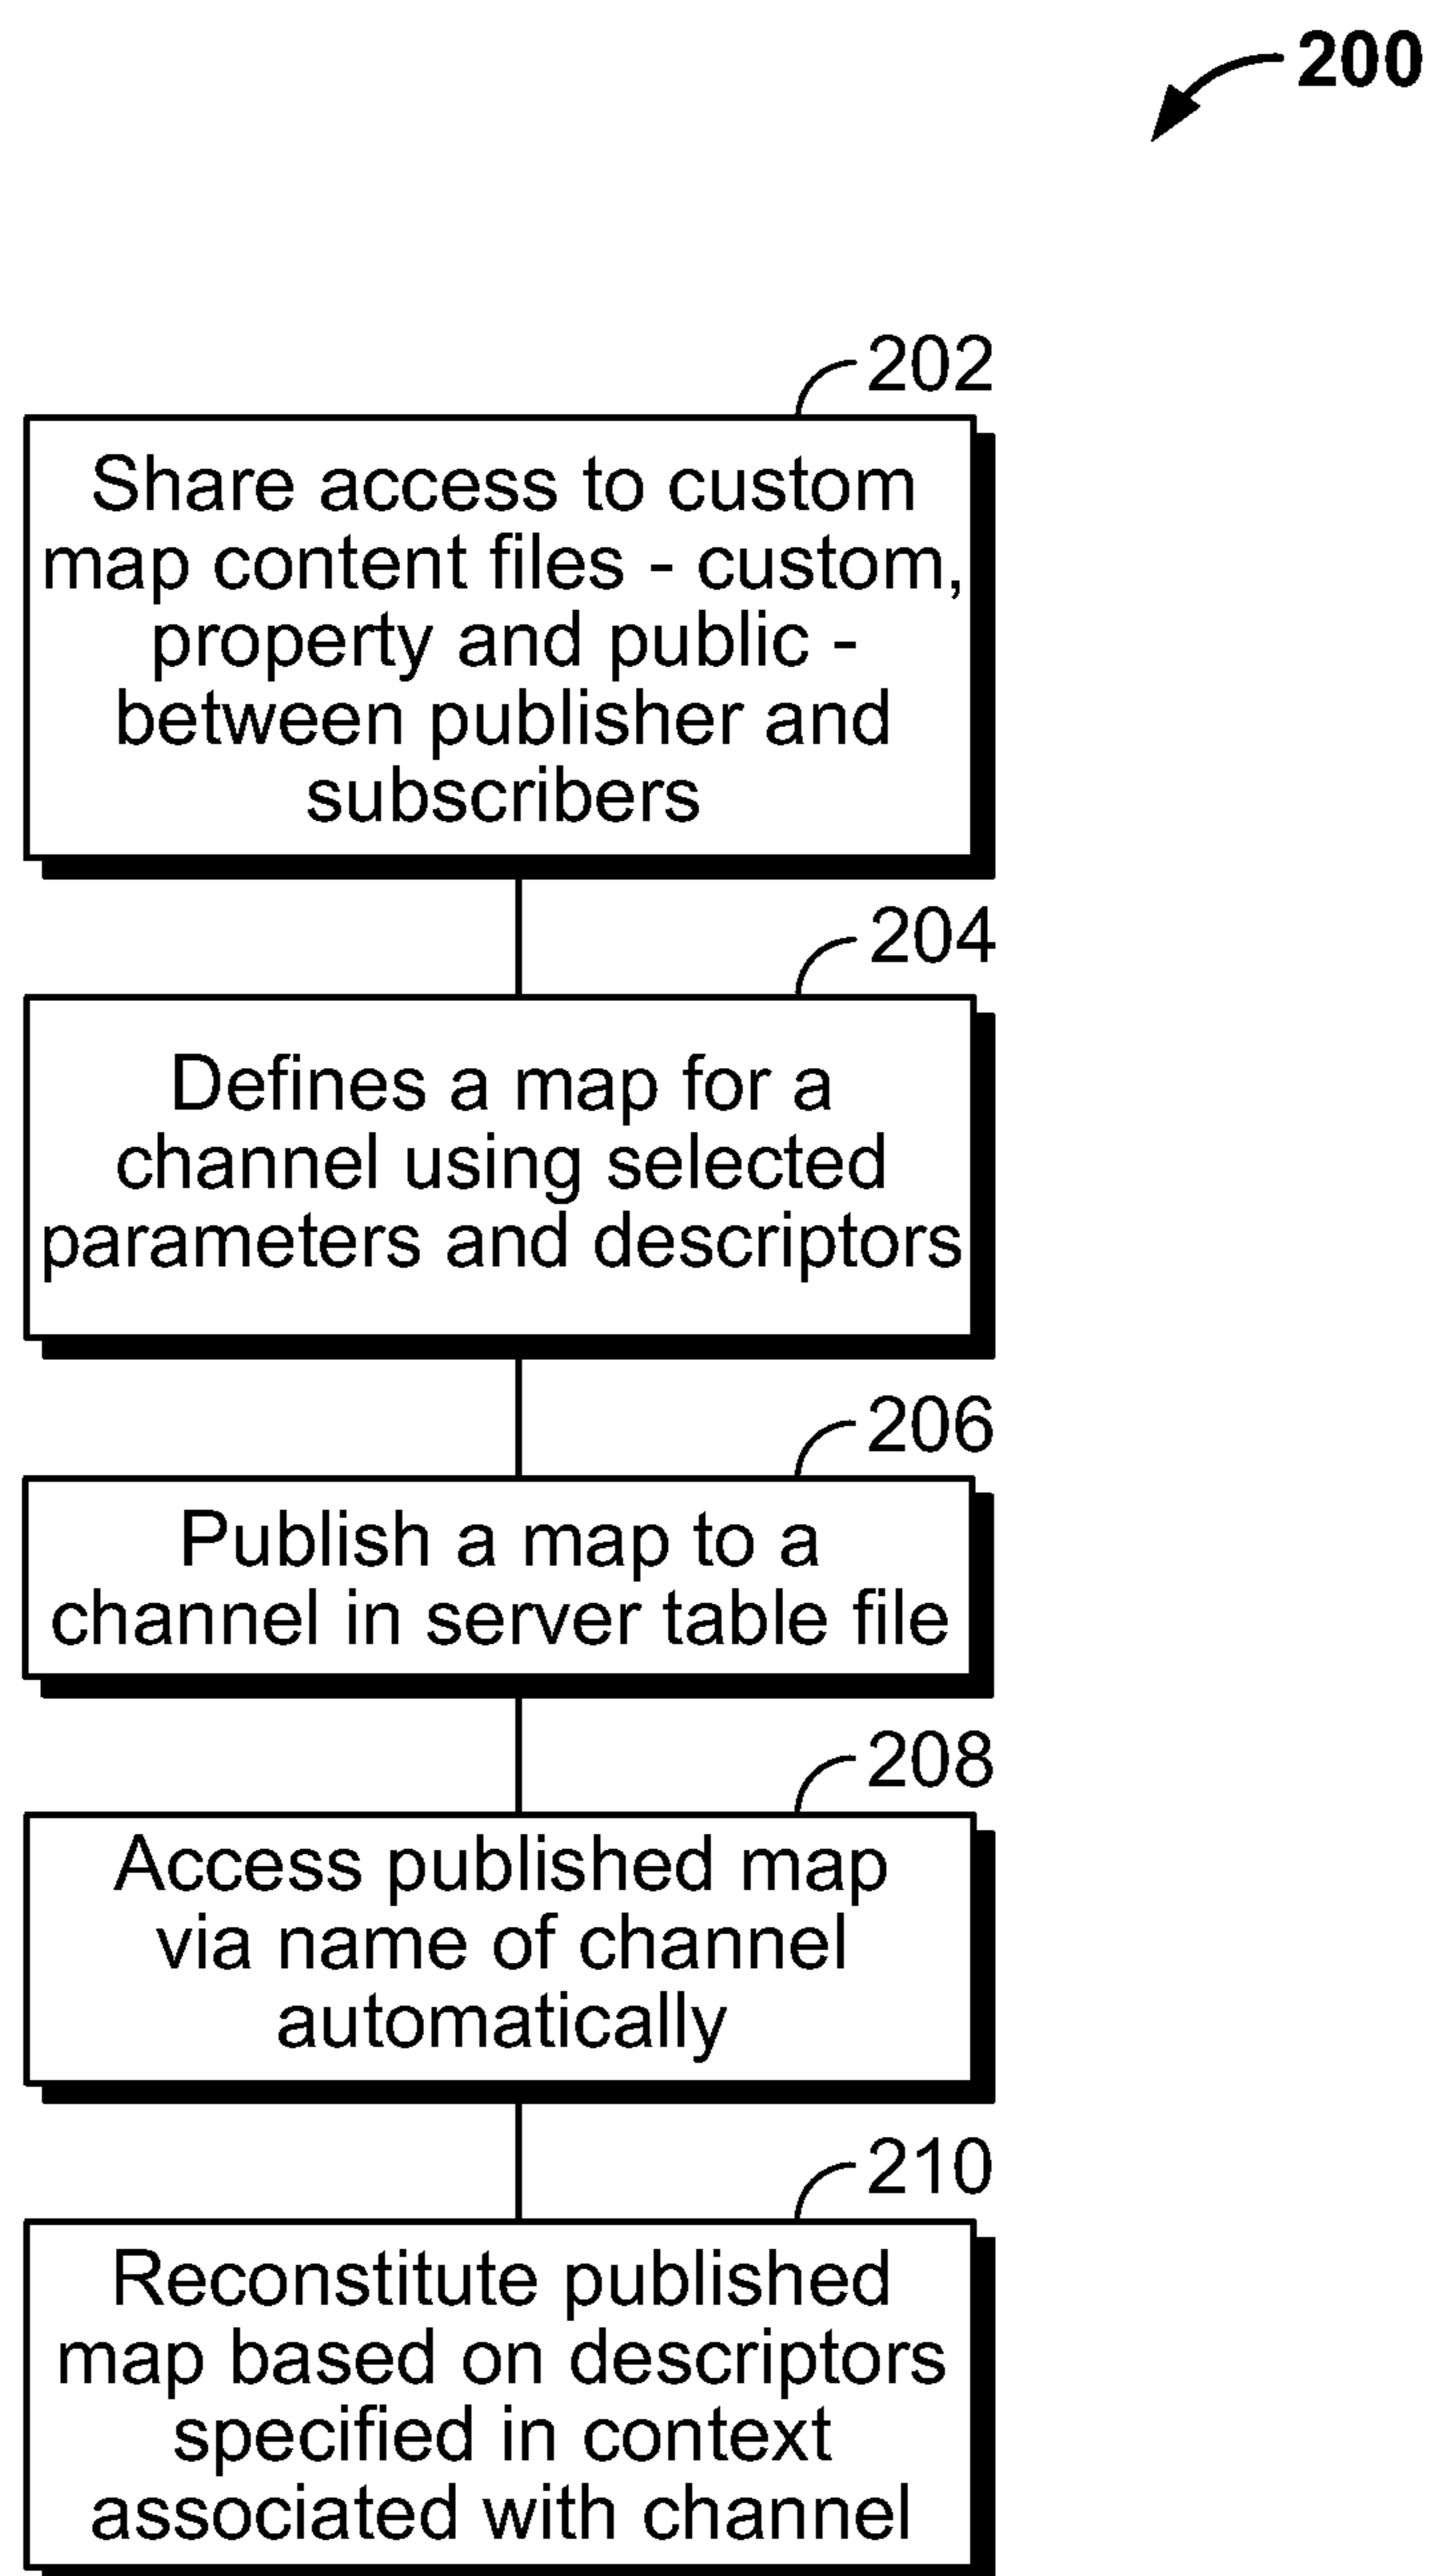 200
202
Share access to custom
map content files - custom,
property and public -
between publisher and
subscribers
204
Defines a map for a
channel using selected
parameters and descriptors
206
Publish a map to a
channel in server table file
208
Access published map
via name of channel
automatically
210
Reconstitute published
map based on descriptors
specified in context
associated with channel